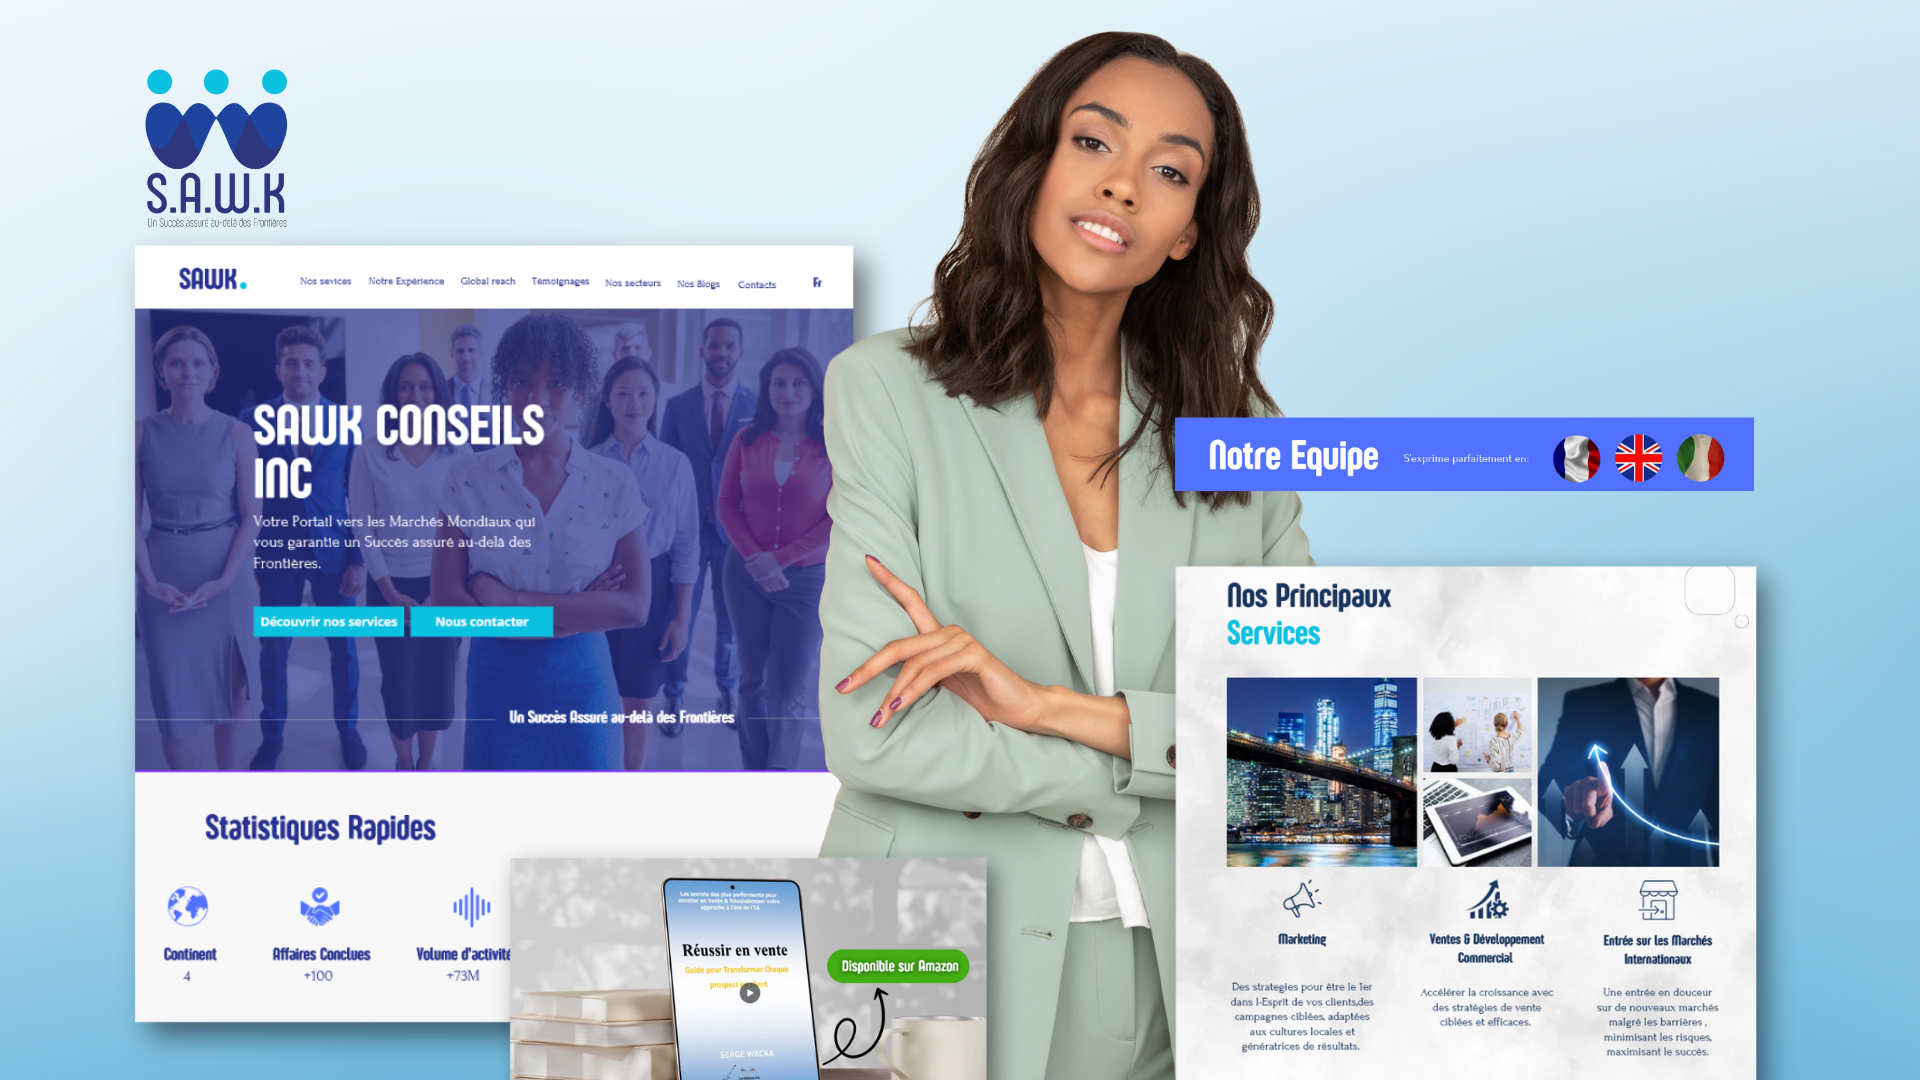 S.A.W.K
Un Succès assuré au-delà des Frontières
SAWK.
Nos sevices Notre Expérience Global reach Témoignages Nos secteurs Nos Blogs Contacts Fr
SAWK CONSEILS
INC
Votre Portail vers les Marchés Mondiaux qui
vous garantie un Succès assuré au-delà des
Frontières.
Découvrir nos services Nous contacter
Un Succès Assuré au-delà des Frontières
Statistiques Rapides
Continent Affaires Conclues Volume d'activité
4 +100 +73M
Les secrets des plus performants pour
exceller en Vente & Révolutionner votre
approche à l'ère de l'IA
Réussir en vente
Guide pour Transformer Chaque
prospect en client
SERGE WACKA
Disponible sur Amazon
Notre Equipe S'exprime parfaitement en:
Nos Principaux
Services
Marketing
Des strategies pour être le 1er
dans l-Esprit de vos clients,des
campagnes ciblées, adaptées
aux cultures locales et
génératrices de résultats.
Ventes & Développement
Commercial
Accélérer la croissance avec
des stratégies de vente
ciblées et efficaces.
Entrée sur les Marchés
Internationaux
Une entrée en douceur
sur de nouveaux marchés
malgré les barrières ,
minimisant les risques,
maximisant le succès.